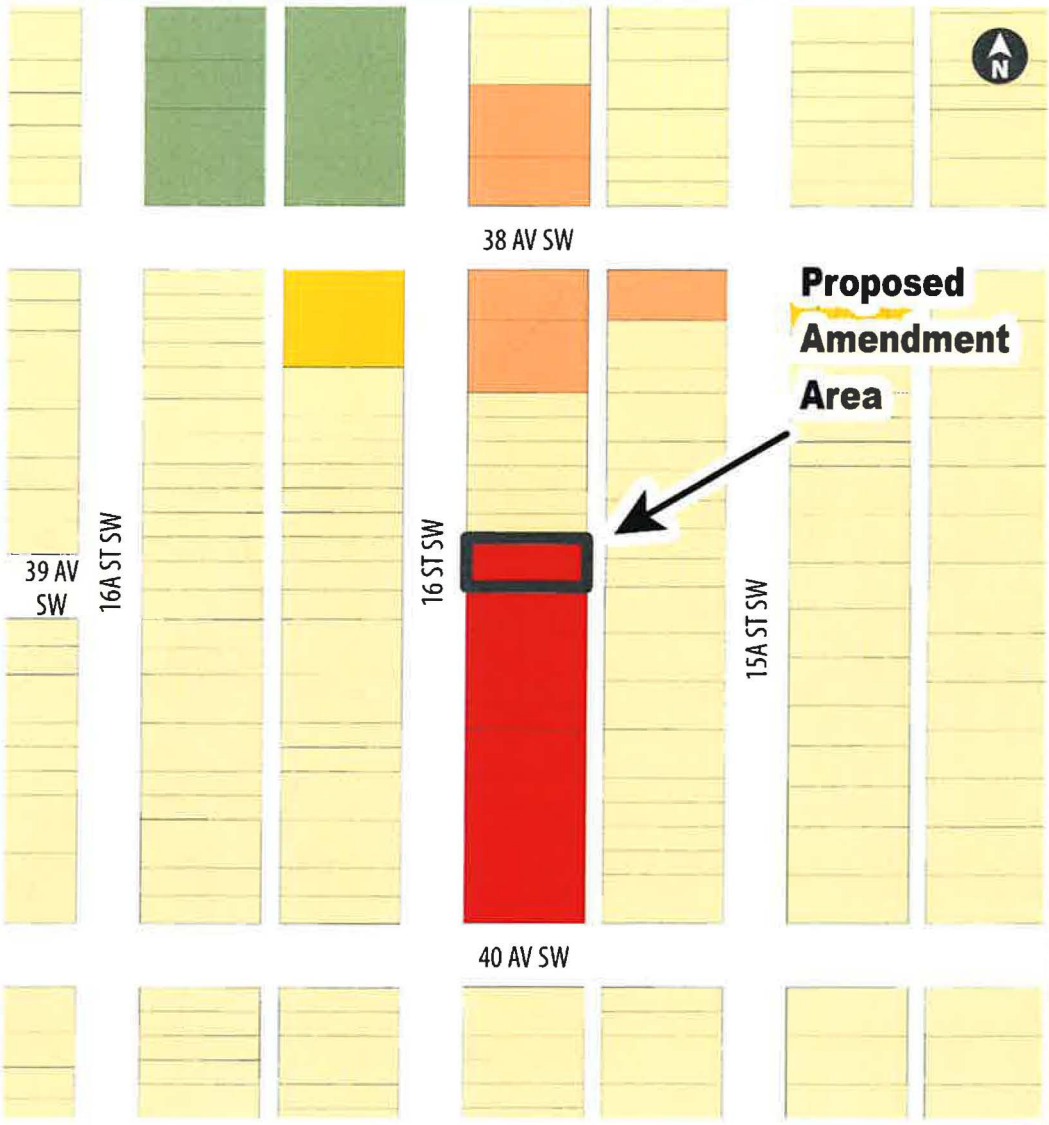 N
38 AV SW
Proposed
Amendment
Area
16A ST SW
16 ST SW
39 AV
SW
15A ST SW
40 AV SW